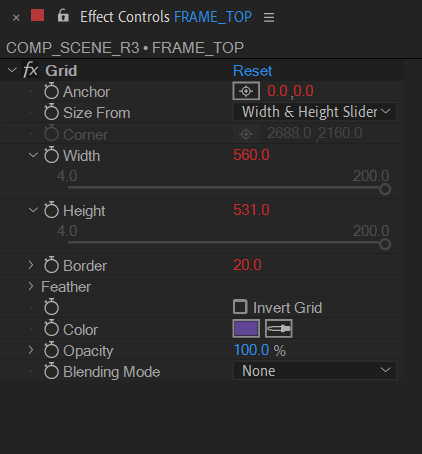 × Effect Controls FRAME_TOP ≡
COMP_SCENE_R3 • FRAME_TOP
fx Grid Reset
Anchor 0.0,0.0
Size From Width & Height Slider
Corner 2688.0,2160.0
Width 560.0
4.0 200.0
Height 531.0
4.0 200.0
Border 20.0
Feather
Invert Grid
Color
Opacity 100.0 %
Blending Mode None